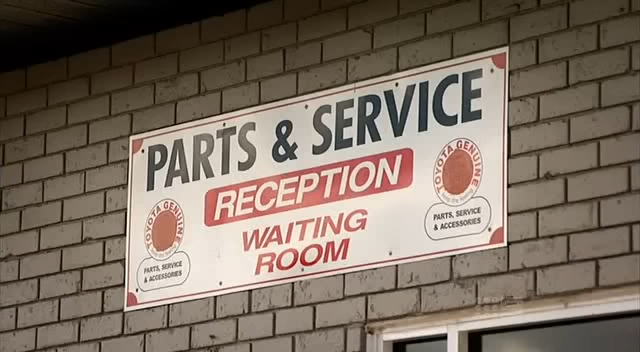 PARTS & SERVICE
RECEPTION
WAITING
ROOM
TOYOTA GENUINE
PARTS, SERVICE
& ACCESSORIES
TOYOTA GENUINE
PARTS, SERVICE
& ACCESSORIES